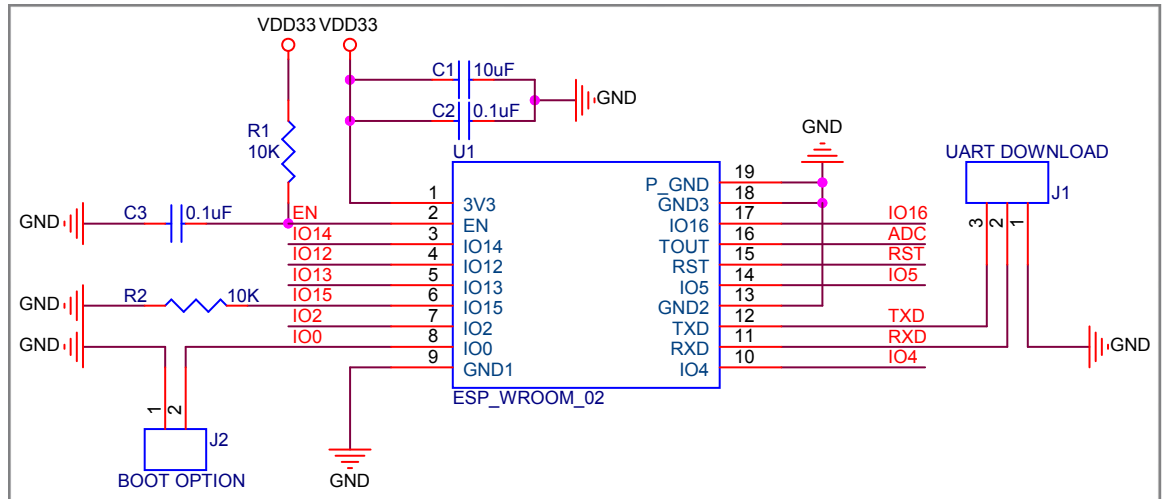 VDD33 VDD33
C1 10uF
GND
C2 0.1uF
R1
10K
U1
GND
UART DOWNLOAD
J1
3 2 1
GND C3 0.1uF
EN
IO14
IO12
IO13
GND R2 10K IO15
IO2
GND IO0
1 3V3
2 EN
3 IO14
4 IO12
5 IO13
6 IO15
7 IO2
8 IO0
9 GND1
P_GND 19
GND3 18
IO16 17 IO16
TOUT 16 ADC
RST 15 RST
IO5 14 IO5
GND2 13
TXD 12 TXD
RXD 11 RXD
IO4 10 IO4
GND
ESP_WROOM_02
1 2
J2
BOOT OPTION
GND